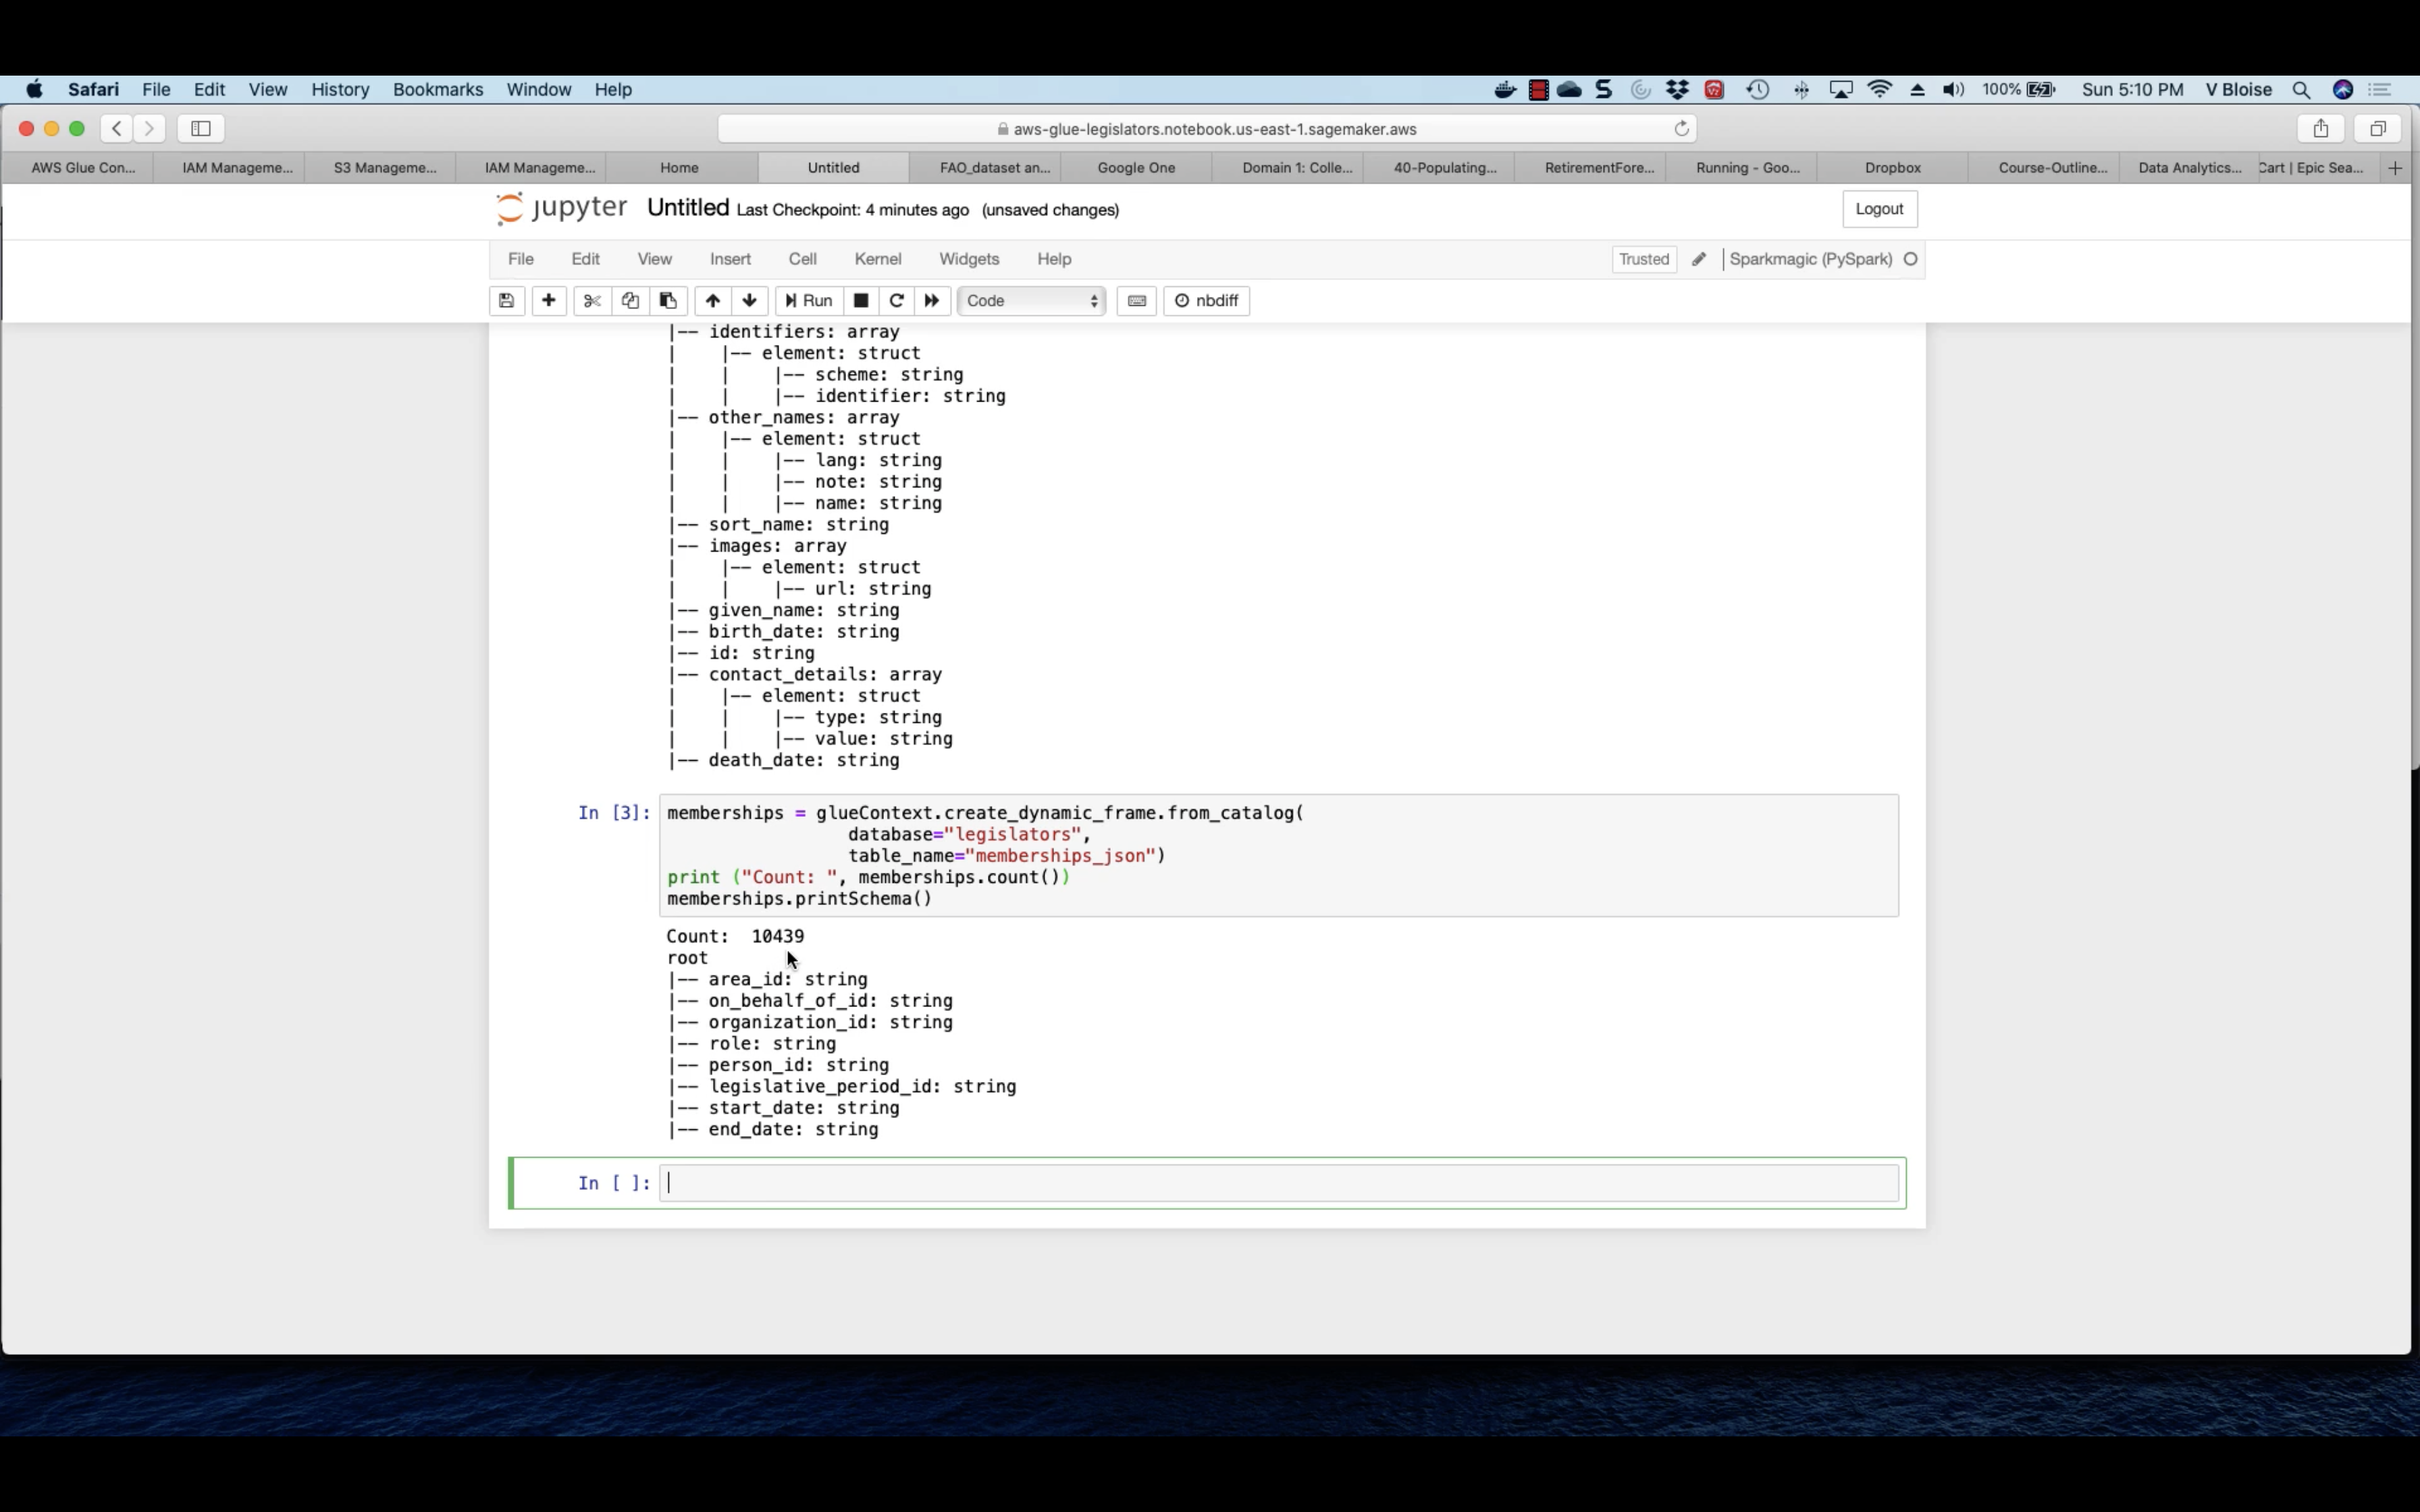 Safari File Edit View History Bookmarks Window Help 100% Sun 5:10 PM V Bloise
aws-glue-legislators.notebook.us-east-1.sagemaker.aws
AWS Glue Con... IAM Manageme... S3 Manageme... IAM Manageme... Home Untitled FAO_dataset an... Google One Domain 1: Colle... 40-Populating... RetirementFore... Running - Goo... Dropbox Course-Outline... Data Analytics... Cart | Epic Sea...
jupyter Untitled Last Checkpoint: 4 minutes ago (unsaved changes) Logout
File Edit View Insert Cell Kernel Widgets Help Trusted Sparkmagic (PySpark)
Run Code nbdiff
|-- identifiers: array
| |-- element: struct
| | |-- scheme: string
| | |-- identifier: string
|-- other_names: array
| |-- element: struct
| | |-- lang: string
| | |-- note: string
| | |-- name: string
|-- sort_name: string
|-- images: array
| |-- element: struct
| | |-- url: string
|-- given_name: string
|-- birth_date: string
|-- id: string
|-- contact_details: array
| |-- element: struct
| | |-- type: string
| | |-- value: string
|-- death_date: string
In [3]: memberships = glueContext.create_dynamic_frame.from_catalog(
database="legislators",
table_name="memberships_json")
print ("Count: ", memberships.count())
memberships.printSchema()
Count: 10439
root
|-- area_id: string
|-- on_behalf_of_id: string
|-- organization_id: string
|-- role: string
|-- person_id: string
|-- legislative_period_id: string
|-- start_date: string
|-- end_date: string
In [ ]: